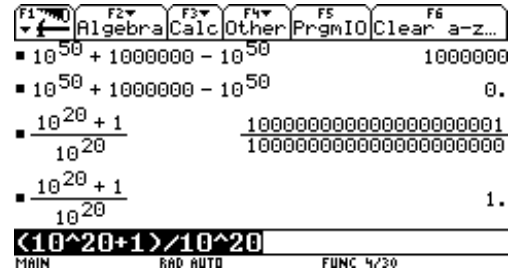 F1 F2 Algebra F3 Calc F4 Other F5 PrgmIO F6 Clear a-z…
▪ 10^50 + 1000000 - 10^50 1000000
▪ 10^50 + 1000000 - 10^50 0.
▪ (10^20 + 1)/10^20 100000000000000000001/100000000000000000000
▪ (10^20 + 1)/10^20 1.
(10^20+1)/10^20
MAIN RAD AUTO FUNC 4/30